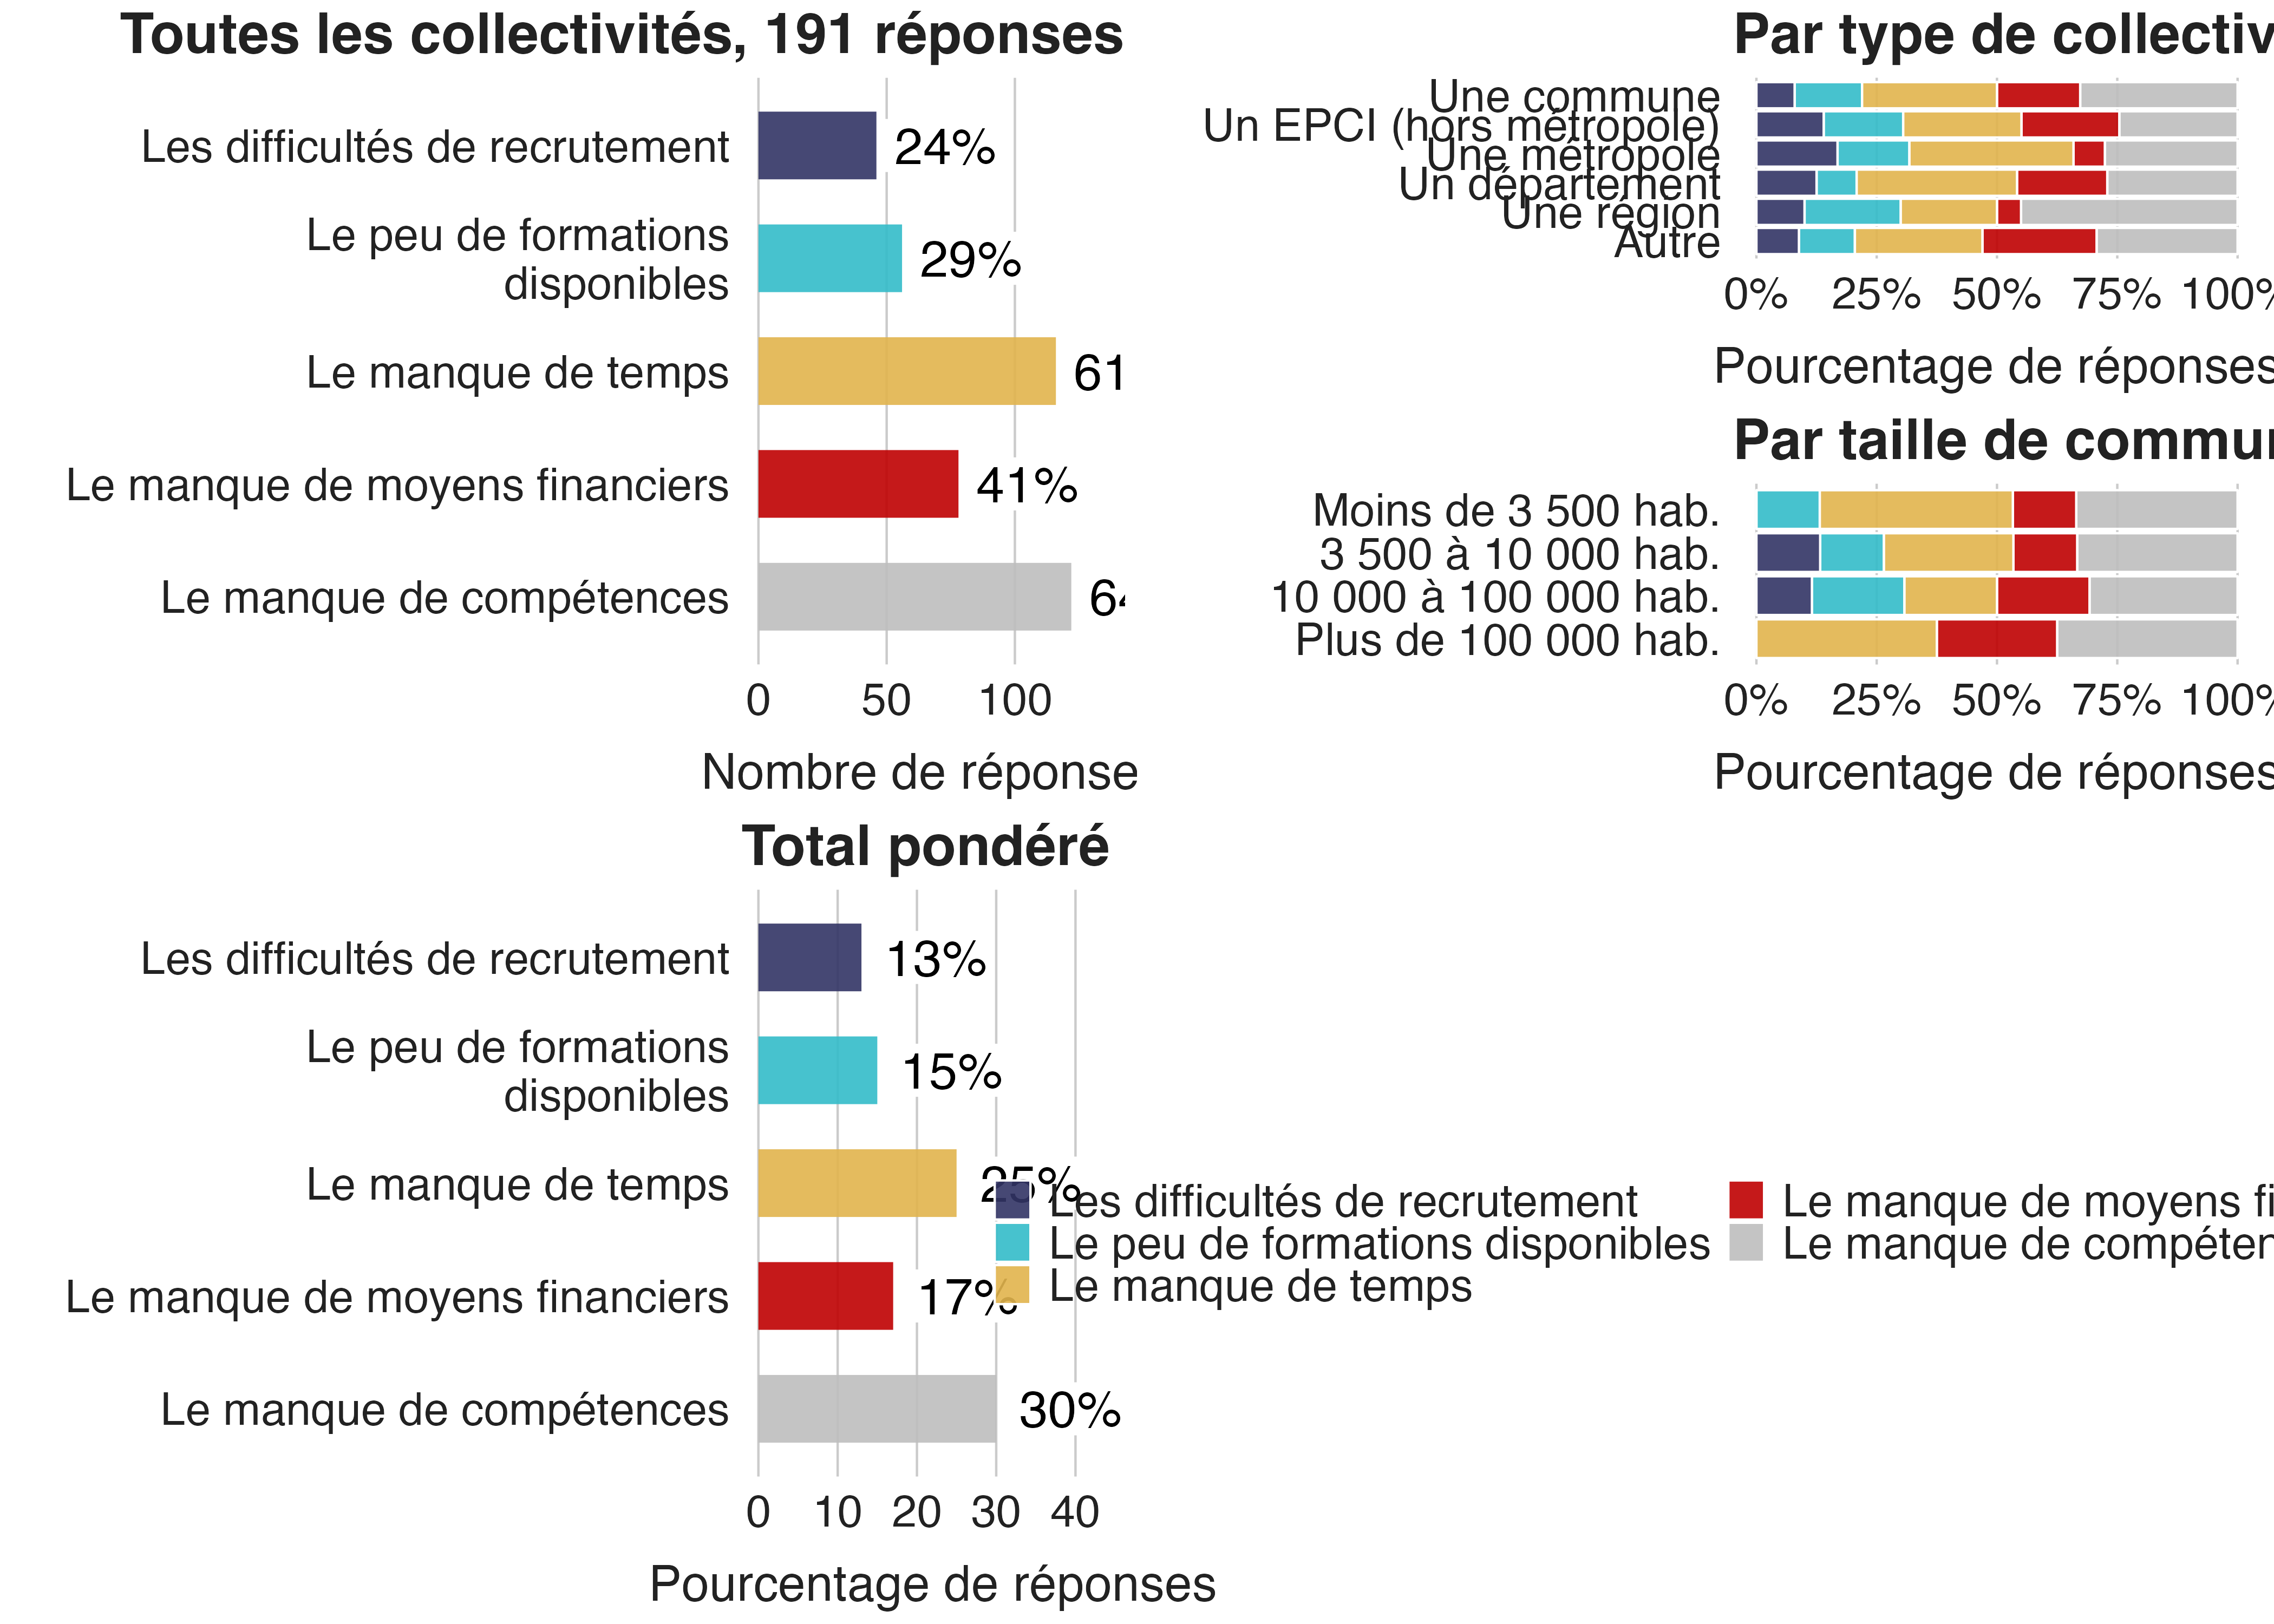 Toutes les collectivités, 191 réponses
Les difficultés de recrutement
24%
Le peu de formations
disponibles
29%
Le manque de temps
61
Le manque de moyens financiers
41%
Le manque de compétences
64
0 50 100
Nombre de réponse
Par type de collectiv
Une commune
Un EPCI (hors métropole)
Une métropole
Un département
Une région
Autre
0% 25% 50% 75% 100%
Pourcentage de réponses
Par taille de commun
Moins de 3 500 hab.
3 500 à 10 000 hab.
10 000 à 100 000 hab.
Plus de 100 000 hab.
0% 25% 50% 75% 100%
Pourcentage de réponses
Total pondéré
Les difficultés de recrutement
13%
Le peu de formations
disponibles
15%
Le manque de temps
25%
Le manque de moyens financiers
17%
Le manque de compétences
30%
0 10 20 30 40
Pourcentage de réponses
Les difficultés de recrutement
Le peu de formations disponibles
Le manque de temps
Le manque de moyens fi
Le manque de compéten